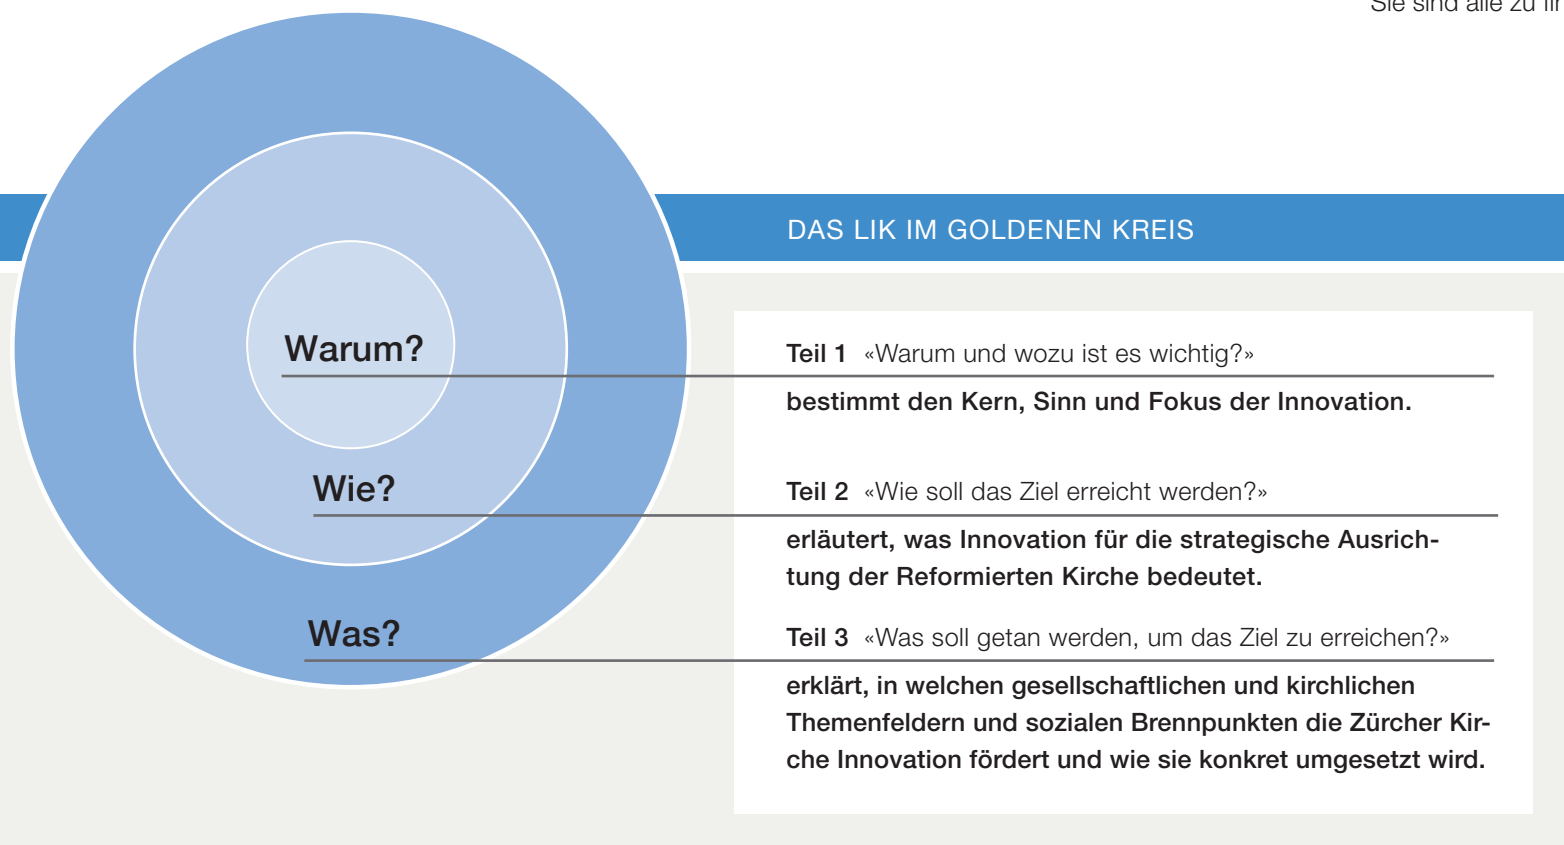 Sie sind alle zu
DAS LIK IM GOLDENEN KREIS
Warum?
Teil 1 «Warum und wozu ist es wichtig?»
bestimmt den Kern, Sinn und Fokus der Innovation.
Wie?
Teil 2 «Wie soll das Ziel erreicht werden?»
erläutert, was Innovation für die strategische Ausrich-
tung der Reformierten Kirche bedeutet.
Was?
Teil 3 «Was soll getan werden, um das Ziel zu erreichen?»
erklärt, in welchen gesellschaftlichen und kirchlichen
Themenfeldern und sozialen Brennpunkten die Zürcher Kir-
che Innovation fördert und wie sie konkret umgesetzt wird.